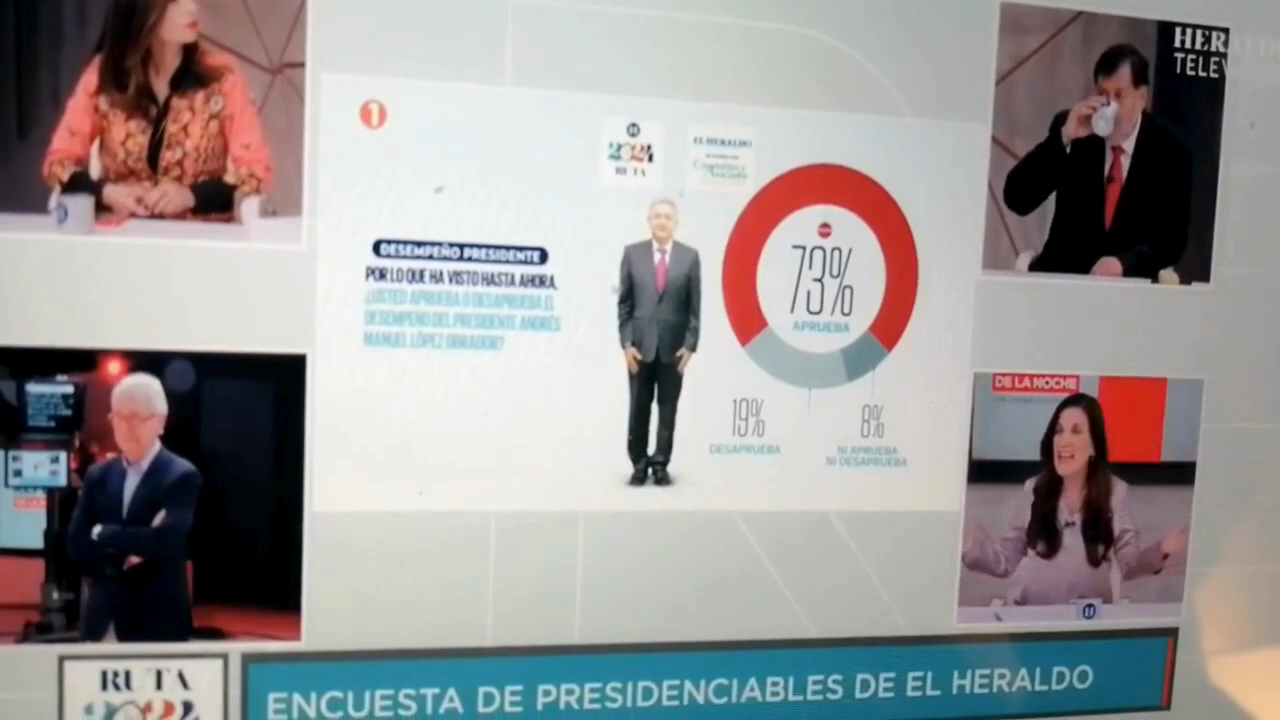 HERALDO
TELEV
1
2024
RUTA
EL HERALDO
DESEMPEÑO PRESIDENTE
POR LO QUE HA VISTO HASTA AHORA,
¿USTED APRUEBA O DESAPRUEBA EL
DESEMPEÑO DEL PRESIDENTE ANDRÉS
MANUEL LÓPEZ OBRADOR?
73%
APRUEBA
19%
DESAPRUEBA
8%
NI APRUEBA
NI DESAPRUEBA
DE LA NOCHE
RUTA
2024
ENCUESTA DE PRESIDENCIABLES DE EL HERALDO